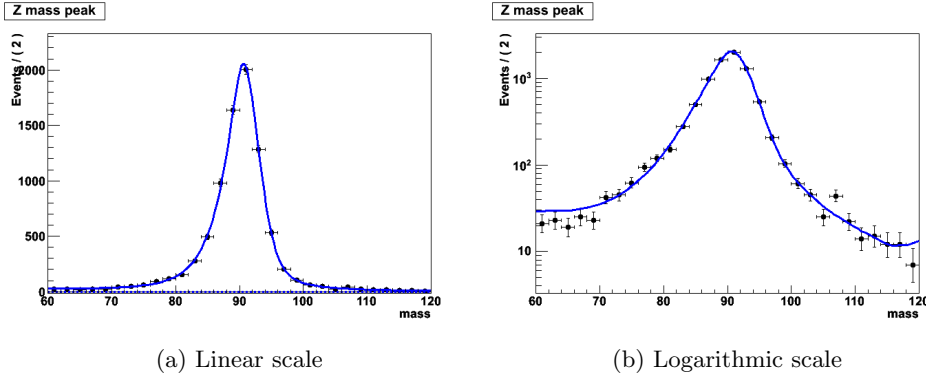 Z mass peak
Events / ( 2 )
2000
1500
1000
500
0
60 70 80 90 100 110 120
mass
(a) Linear scale
Z mass peak
Events / ( 2 )
10³
10²
10
60 70 80 90 100 110 120
mass
(b) Logarithmic scale